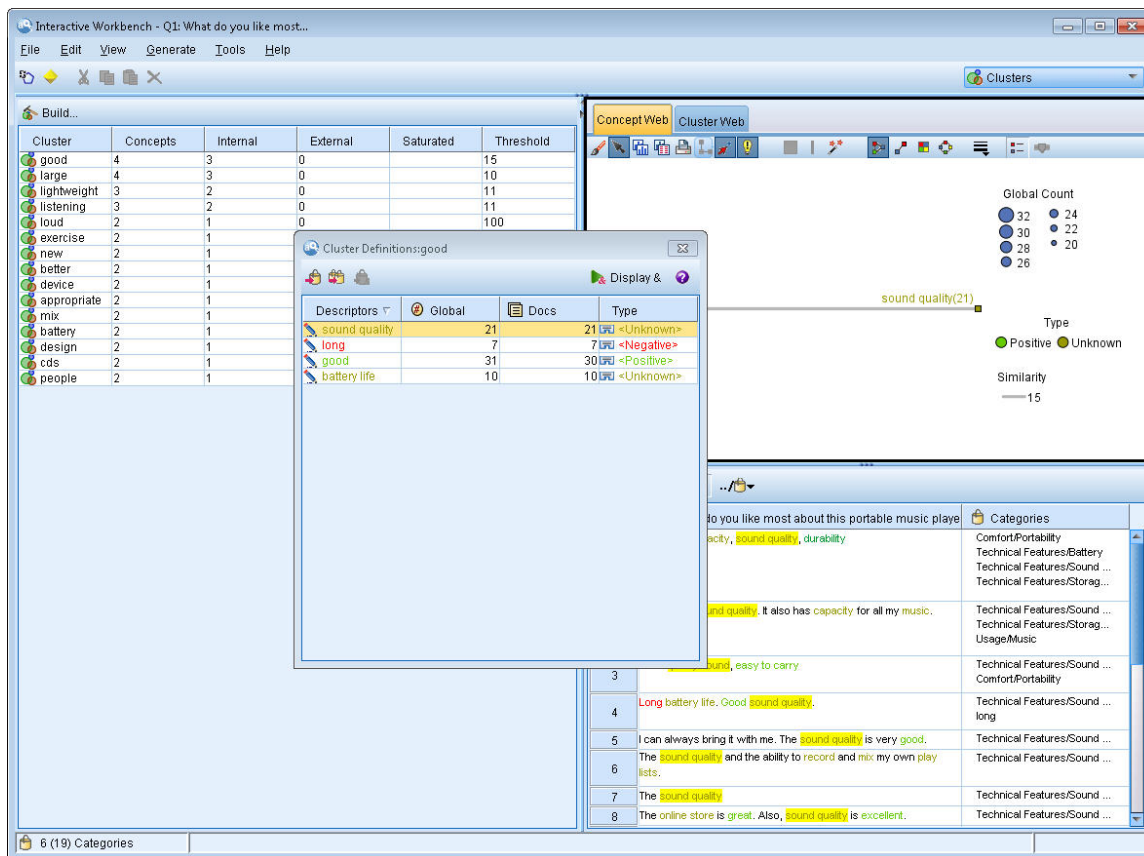 Interactive Workbench - Q1: What do you like most...
File Edit View Generate Tools Help
Clusters
Build...
Cluster Concepts Internal External Saturated Threshold
good 4 3 0 15
large 4 3 0 10
lightweight 3 2 0 11
listening 3 2 0 11
loud 2 1 0 100
exercise 2 1
new 2 1
better 2 1
device 2 1
appropriate 2 1
mix 2 1
battery 2 1
design 2 1
cds 2 1
people 2 1
Cluster Definitions::good
Display &
Descriptors Global Docs Type
sound quality 21 21 <Unknown>
long 7 7 <Negative>
good 31 30 <Positive>
battery life 10 10 <Unknown>
Concept Web Cluster Web
Global Count
32 24
30 22
28 20
26
sound quality(21)
Type
Positive Unknown
Similarity
15
../
do you like most about this portable music playe Categories
acity, sound quality, durability
Comfort/Portability
Technical Features/Battery
Technical Features/Sound ...
Technical Features/Storag...
und quality. It also has capacity for all my music.
Technical Features/Sound ...
Technical Features/Storag...
Usage/Music
3 sound, easy to carry
Technical Features/Sound ...
Comfort/Portability
4 Long battery life. Good sound quality.
Technical Features/Sound ...
long
5 I can always bring it with me. The sound quality is very good. Technical Features/Sound ...
6 The sound quality and the ability to record and mix my own play
lists.
Technical Features/Sound ...
7 The sound quality Technical Features/Sound ...
8 The online store is great. Also, sound quality is excellent. Technical Features/Sound ...
6 (19) Categories